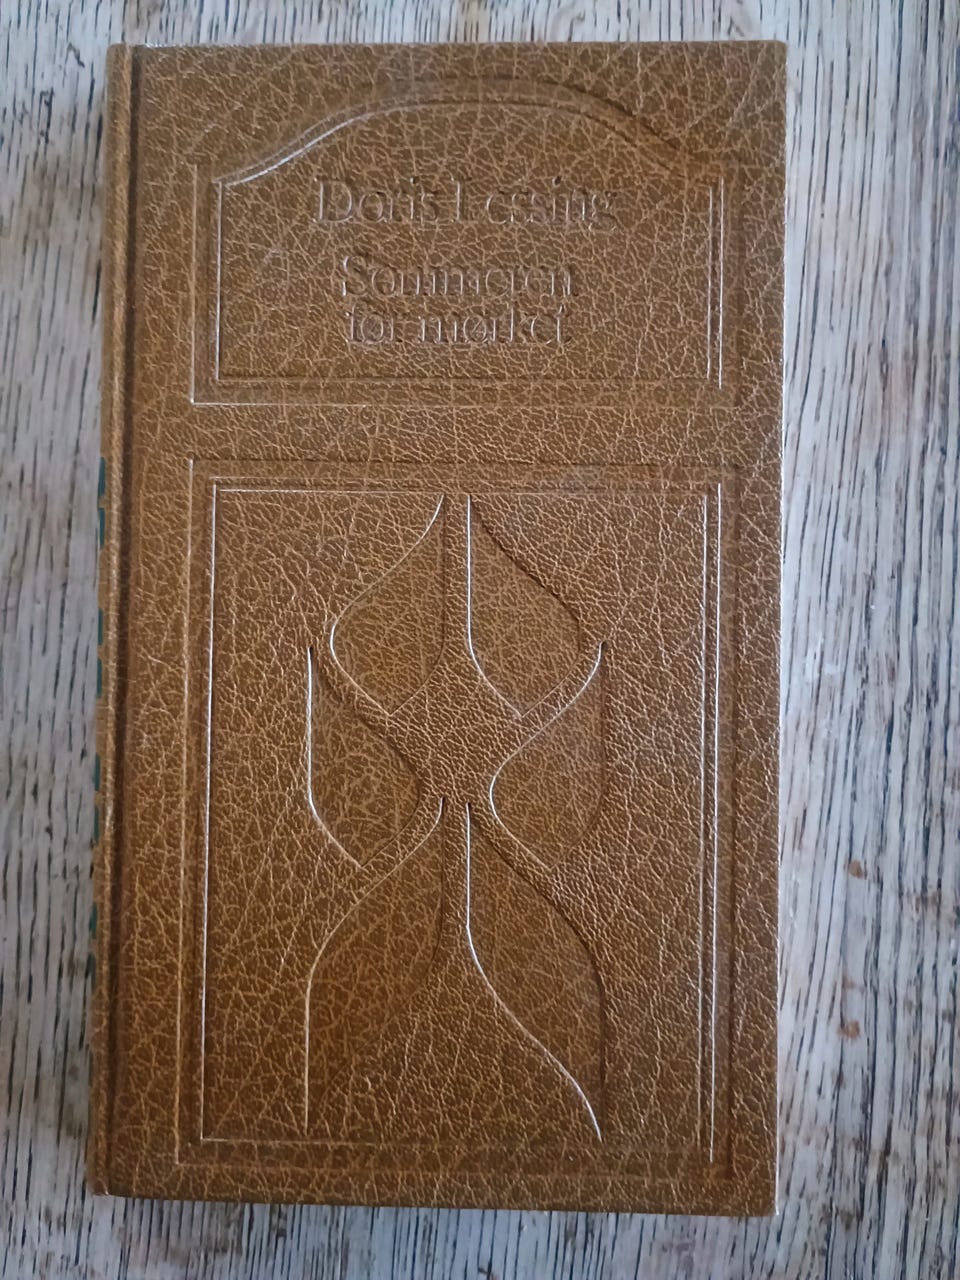 Doris Lessing
Sommeren
før mørket